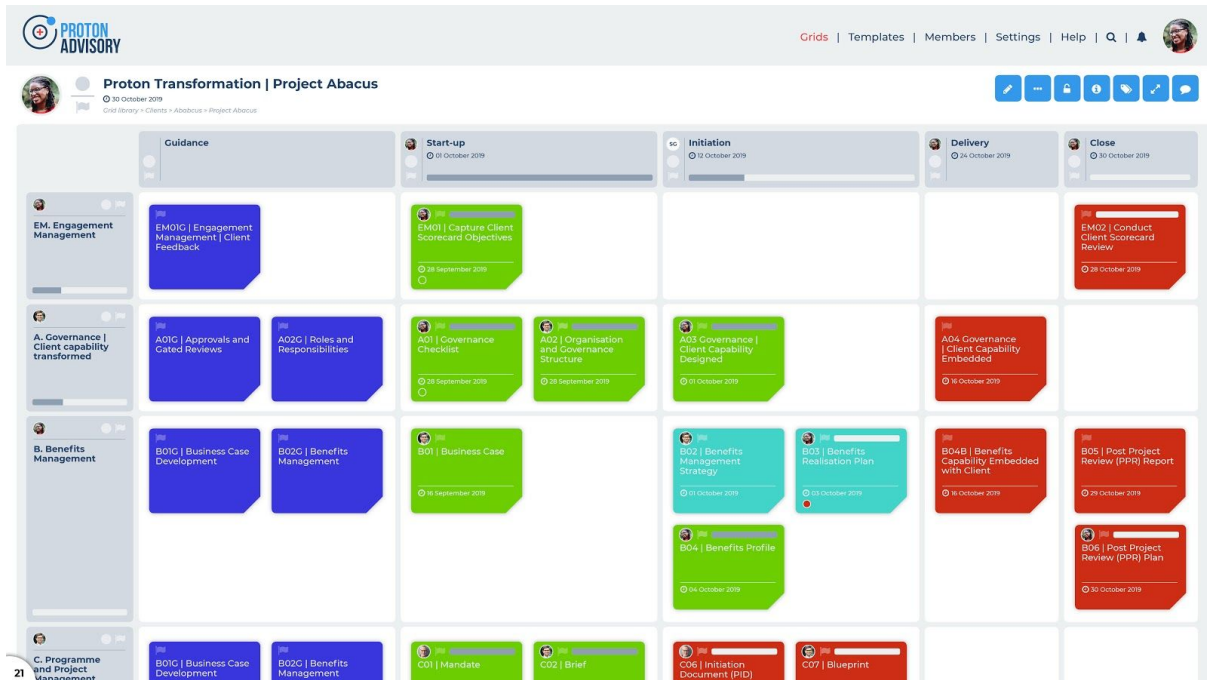 PROTON
ADVISORY
Grids | Templates | Members | Settings | Help |
Proton Transformation | Project Abacus
30 October 2019
Grid library > Clients > Ababcus > Project Abacus
Guidance
Start-up
01 October 2019
SG
Initiation
12 October 2019
Delivery
24 October 2019
Close
30 October 2019
EM. Engagement
Management
EM01G | Engagement
Management | Client
Feedback
EM01 | Capture Client
Scorecard Objectives
28 September 2019
EM02 | Conduct
Client Scorecard
Review
28 October 2019
A. Governance |
Client capability
transformed
A01G | Approvals and
Gated Reviews
A02G | Roles and
Responsibilities
A01 | Governance
Checklist
28 September 2019
A02 | Organisation
and Governance
Structure
28 September 2019
A03 Governance |
Client Capability
Designed
01 October 2019
A04 Governance
| Client Capability
Embedded
16 October 2019
B. Benefits
Management
B01G | Business Case
Development
B02G | Benefits
Management
B01 | Business Case
16 September 2019
B02 | Benefits
Management
Strategy
01 October 2019
B03 | Benefits
Realisation Plan
03 October 2019
B04B | Benefits
Capability Embedded
with Client
16 October 2019
B05 | Post Project
Review (PPR) Report
29 October 2019
B04 | Benefits Profile
04 October 2019
B06 | Post Project
Review (PPR) Plan
30 October 2019
C. Programme
and Project
Management
B01G | Business Case
Development
B02G | Benefits
Management
C01 | Mandate
C02 | Brief
C06 | Initiation
Document (PID)
C07 | Blueprint
21